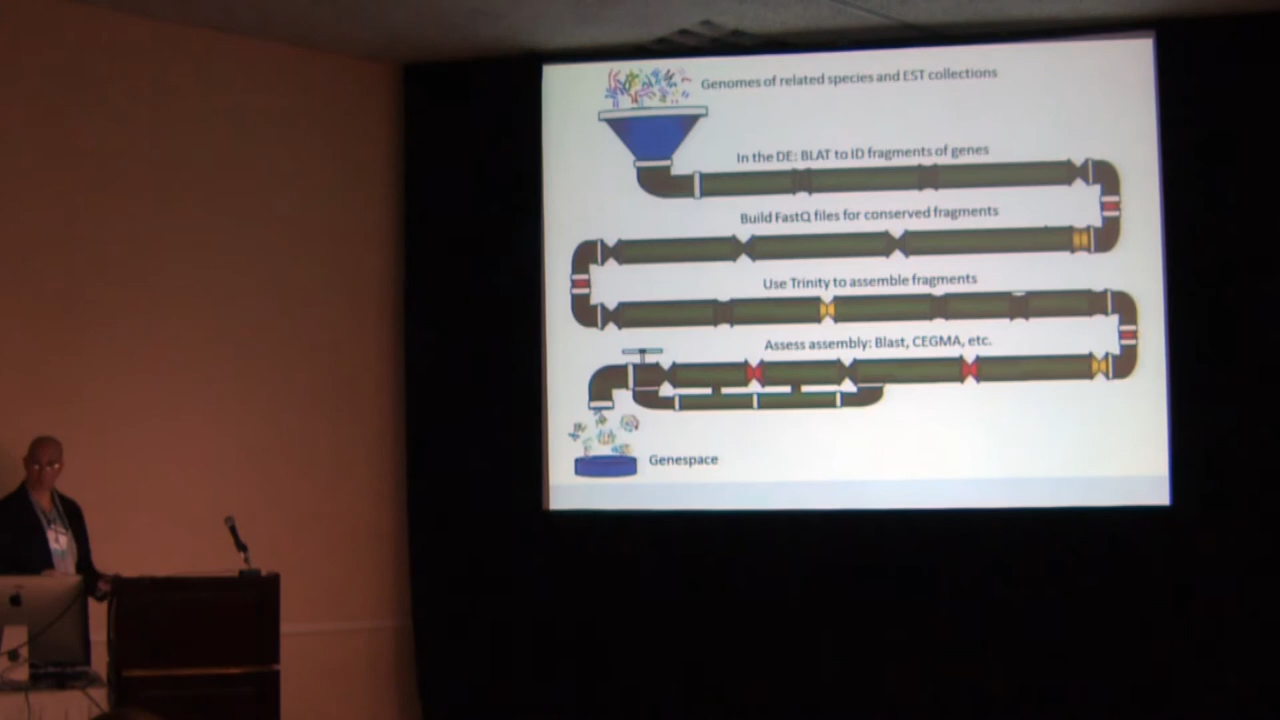 Genomes of related species and EST collections
In the DE: BLAT to ID fragments of genes
Build FastQ files for conserved fragments
Use Trinity to assemble fragments
Assess assembly: Blast, CEGMA, etc.
Genespace